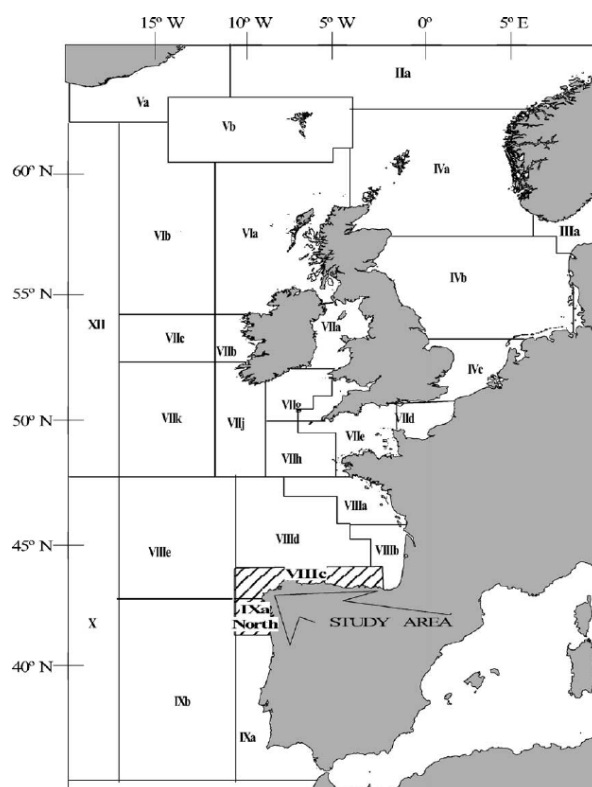 15º W 10º W 5º W 0º 5º E
IIa
Va
Vb
60º N
IVa
IIIa
VIb
VIa
IVb
55º N
XII
VIIc
VIIb
VIIa
IVc
50º N
VIIk
VIIj
VIIg
VIIe
VIId
VIIh
VIIIa
45º N
VIIIe
VIIId
VIIIb
VIIIc
X
IXa
North
STUDY AREA
40º N
IXb
IXa